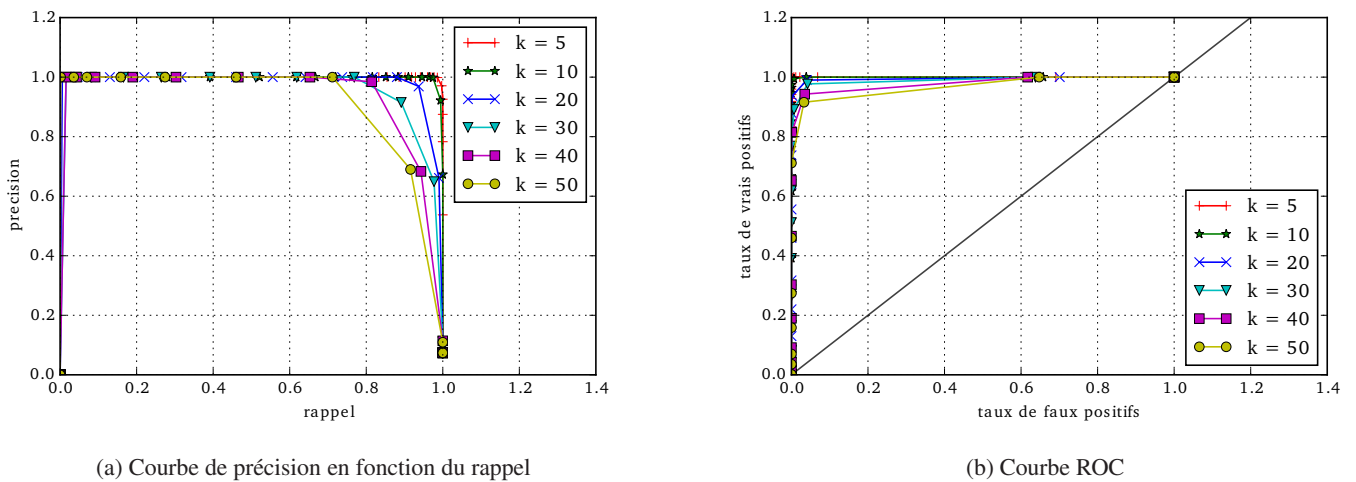 1.2
1.0
0.8
0.6
0.4
0.2
0.0
precision
0.0 0.2 0.4 0.6 0.8 1.0 1.2 1.4
rappel
k = 5
k = 10
k = 20
k = 30
k = 40
k = 50
(a) Courbe de précision en fonction du rappel
1.2
1.0
0.8
0.6
0.4
0.2
0.0
taux de vrais positifs
0.0 0.2 0.4 0.6 0.8 1.0 1.2 1.4
taux de faux positifs
k = 5
k = 10
k = 20
k = 30
k = 40
k = 50
(b) Courbe ROC